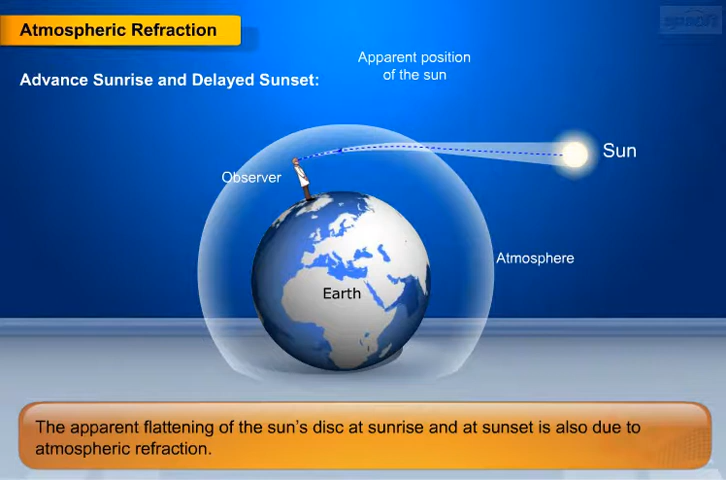 Atmospheric Refraction
Advance Sunrise and Delayed Sunset:
Apparent position
of the sun
Sun
Observer
Atmosphere
Earth
The apparent flattening of the sun's disc at sunrise and at sunset is also due to
atmospheric refraction.